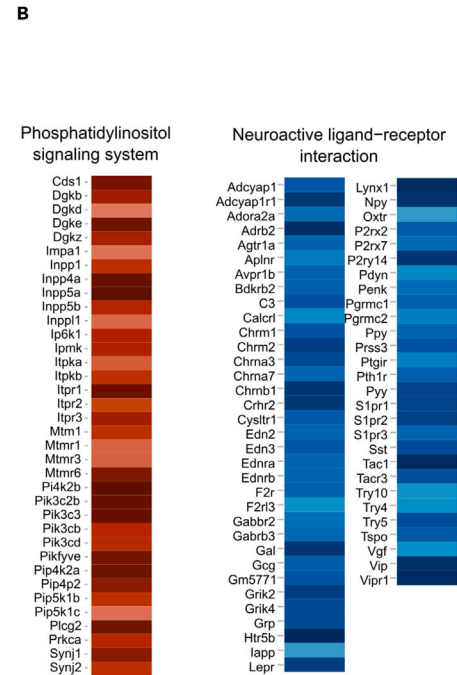 B
Phosphatidylinositol
signaling system
Cds1
Dgkb
Dgkd
Dgke
Dgkz
Impa1
Inpp1
Inpp4a
Inpp5a
Inpp5b
Inppl1
Ip6k1
Ipmk
Itpka
Itpkb
Itpr1
Itpr2
Itpr3
Mtm1
Mtmr1
Mtmr3
Mtmr6
Pi4k2b
Pik3c2b
Pik3c3
Pik3cb
Pik3cd
Pikfyve
Pip4k2a
Pip4p2
Pip5k1b
Pip5k1c
Plcg2
Prkca
Synj1
Synj2
Neuroactive ligand−receptor
interaction
Adcyap1
Adcyap1r1
Adora2a
Adrb2
Agtr1a
Aplnr
Avpr1b
Bdkrb2
C3
Calcrl
Chrm1
Chrm2
Chrna3
Chrna7
Chrnb1
Crhr2
Cysltr1
Edn2
Edn3
Ednra
Ednrb
F2r
F2rl3
Gabbr2
Gabrb3
Gal
Gcg
Gm5771
Grik2
Grik4
Grp
Htr5b
Iapp
Lepr
Lynx1
Npy
Oxtr
P2rx2
P2rx7
P2ry14
Pdyn
Penk
Pgrmc1
Pgrmc2
Ppy
Prss3
Ptgir
Pth1r
Pyy
S1pr1
S1pr2
S1pr3
Sst
Tac1
Tacr3
Try10
Try4
Try5
Tspo
Vgf
Vip
Vipr1